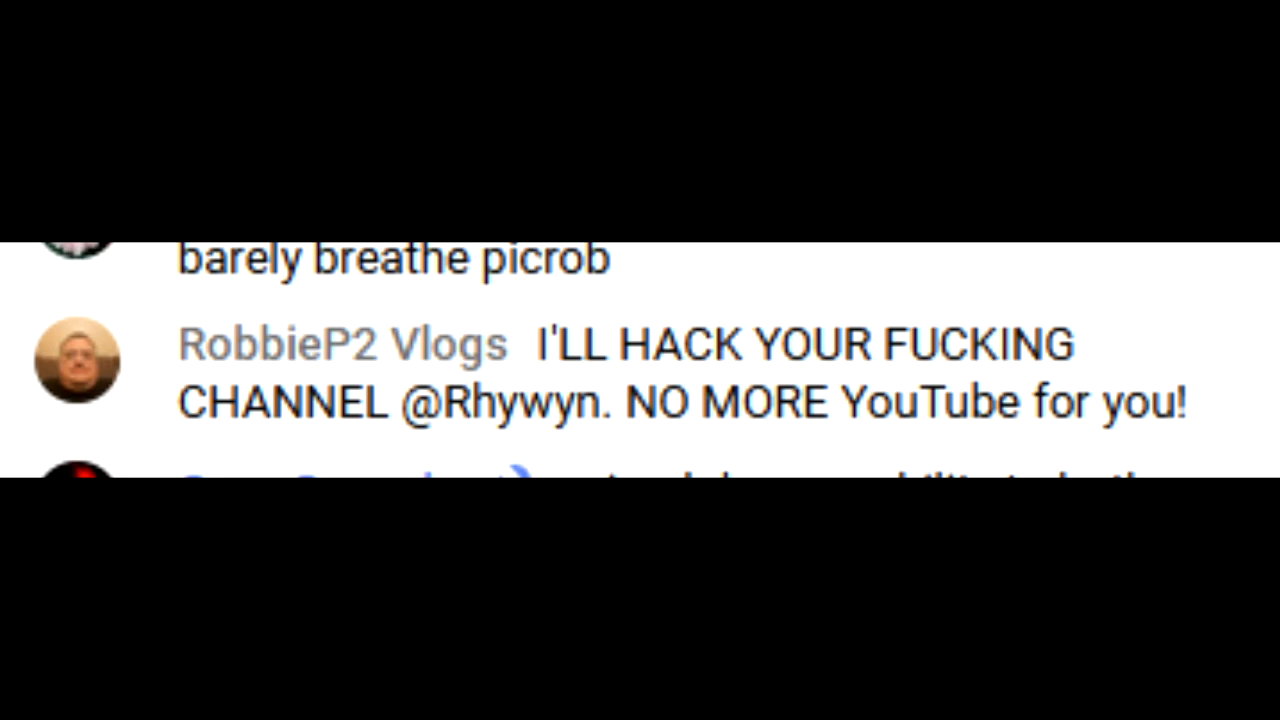 barely breathe picrob
RobbieP2 Vlogs I'LL HACK YOUR FUCKING
CHANNEL @Rhywyn. NO MORE YouTube for you!